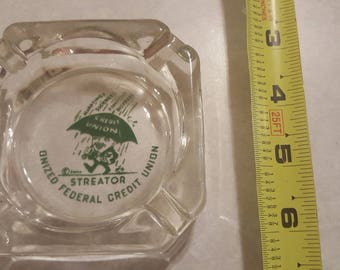 CREDIT
UNION
STREATOR
ONIZED FEDERAL CREDIT UNION
3
4
25FT
5
6